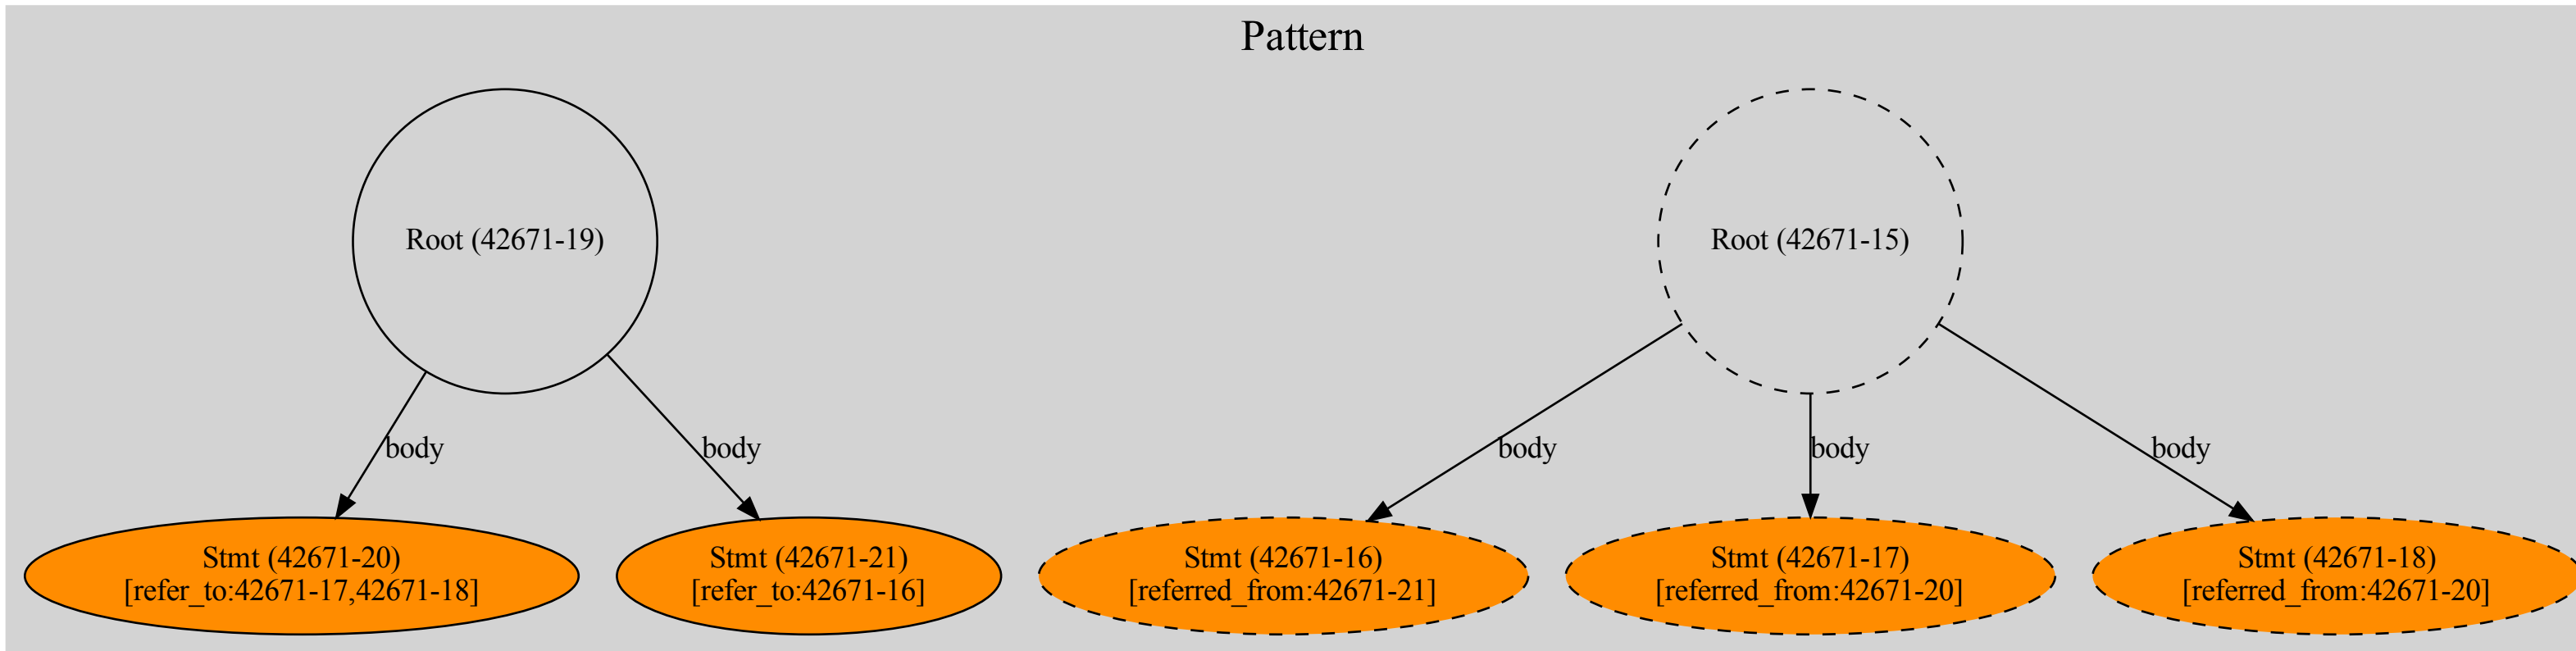 Pattern
Root (42671-19)
Root (42671-15)
body
body
body
body
body
Stmt (42671-20)
[refer_to:42671-17,42671-18]
Stmt (42671-21)
[refer_to:42671-16]
Stmt (42671-16)
[referred_from:42671-21]
Stmt (42671-17)
[referred_from:42671-20]
Stmt (42671-18)
[referred_from:42671-20]